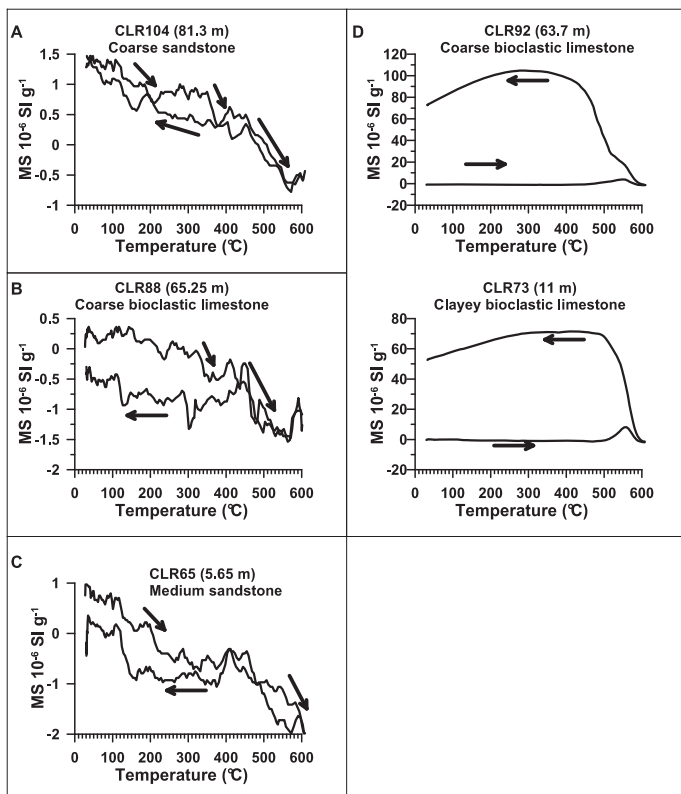 A
CLR104 (81.3 m)
Coarse sandstone
MS 10-6 SI g-1
1.5
1
0.5
0
-0.5
-1
0 100 200 300 400 500 600
Temperature (°C)
B
CLR88 (65.25 m)
Coarse bioclastic limestone
MS 10-6 SI g-1
0.5
0
-0.5
-1
-1.5
-2
0 100 200 300 400 500 600
Temperature (°C)
C
CLR65 (5.65 m)
Medium sandstone
MS 10-6 SI g-1
1
0
-1
-2
0 100 200 300 400 500 600
Temperature (°C)
D
CLR92 (63.7 m)
Coarse bioclastic limestone
MS 10-6 SI g-1
120
100
80
60
40
20
0
-20
0 100 200 300 400 500 600
Temperature (°C)
CLR73 (11 m)
Clayey bioclastic limestone
MS 10-6 SI g-1
80
60
40
20
0
-20
0 100 200 300 400 500 600
Temperature (°C)